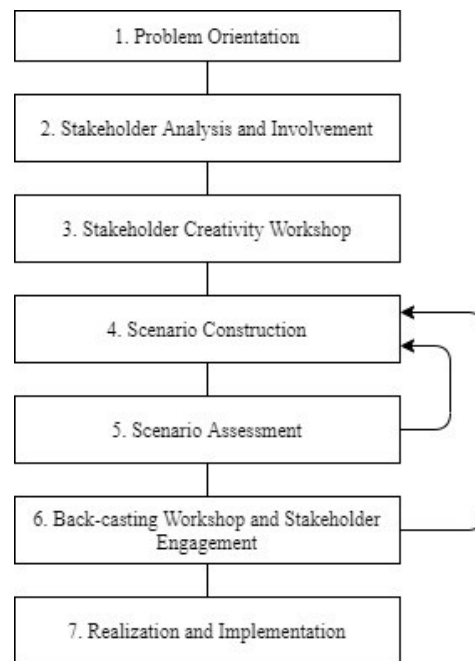 1. Problem Orientation
2. Stakeholder Analysis and Involvement
3. Stakeholder Creativity Workshop
4. Scenario Construction
5. Scenario Assessment
6. Back-casting Workshop and Stakeholder
Engagement
7. Realization and Implementation